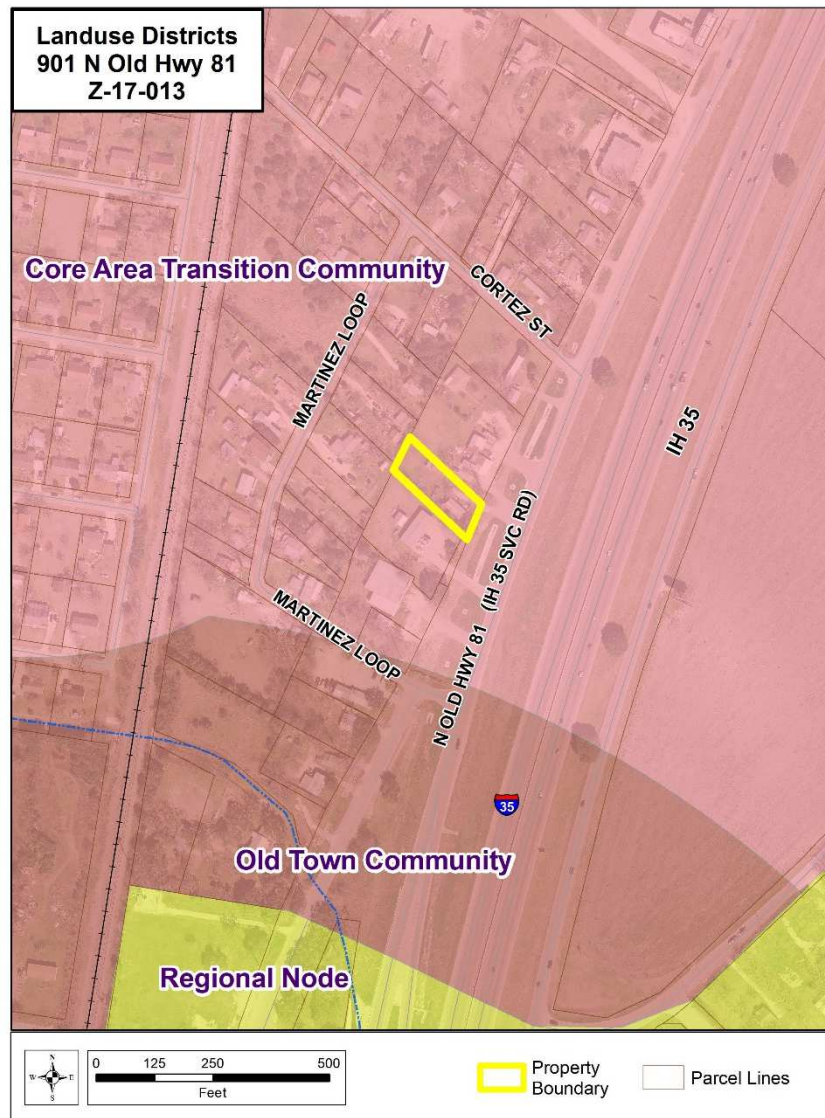 Landuse Districts
901 N Old Hwy 81
Z-17-013
Core Area Transition Community
CORTEZ ST
MARTINEZ LOOP
IH 35
N OLD HWY 81 (IH 35 SVC RD)
MARTINEZ LOOP
35
Old Town Community
Regional Node
N
W E
S
0 125 250 500
Feet
Property
Boundary
Parcel Lines